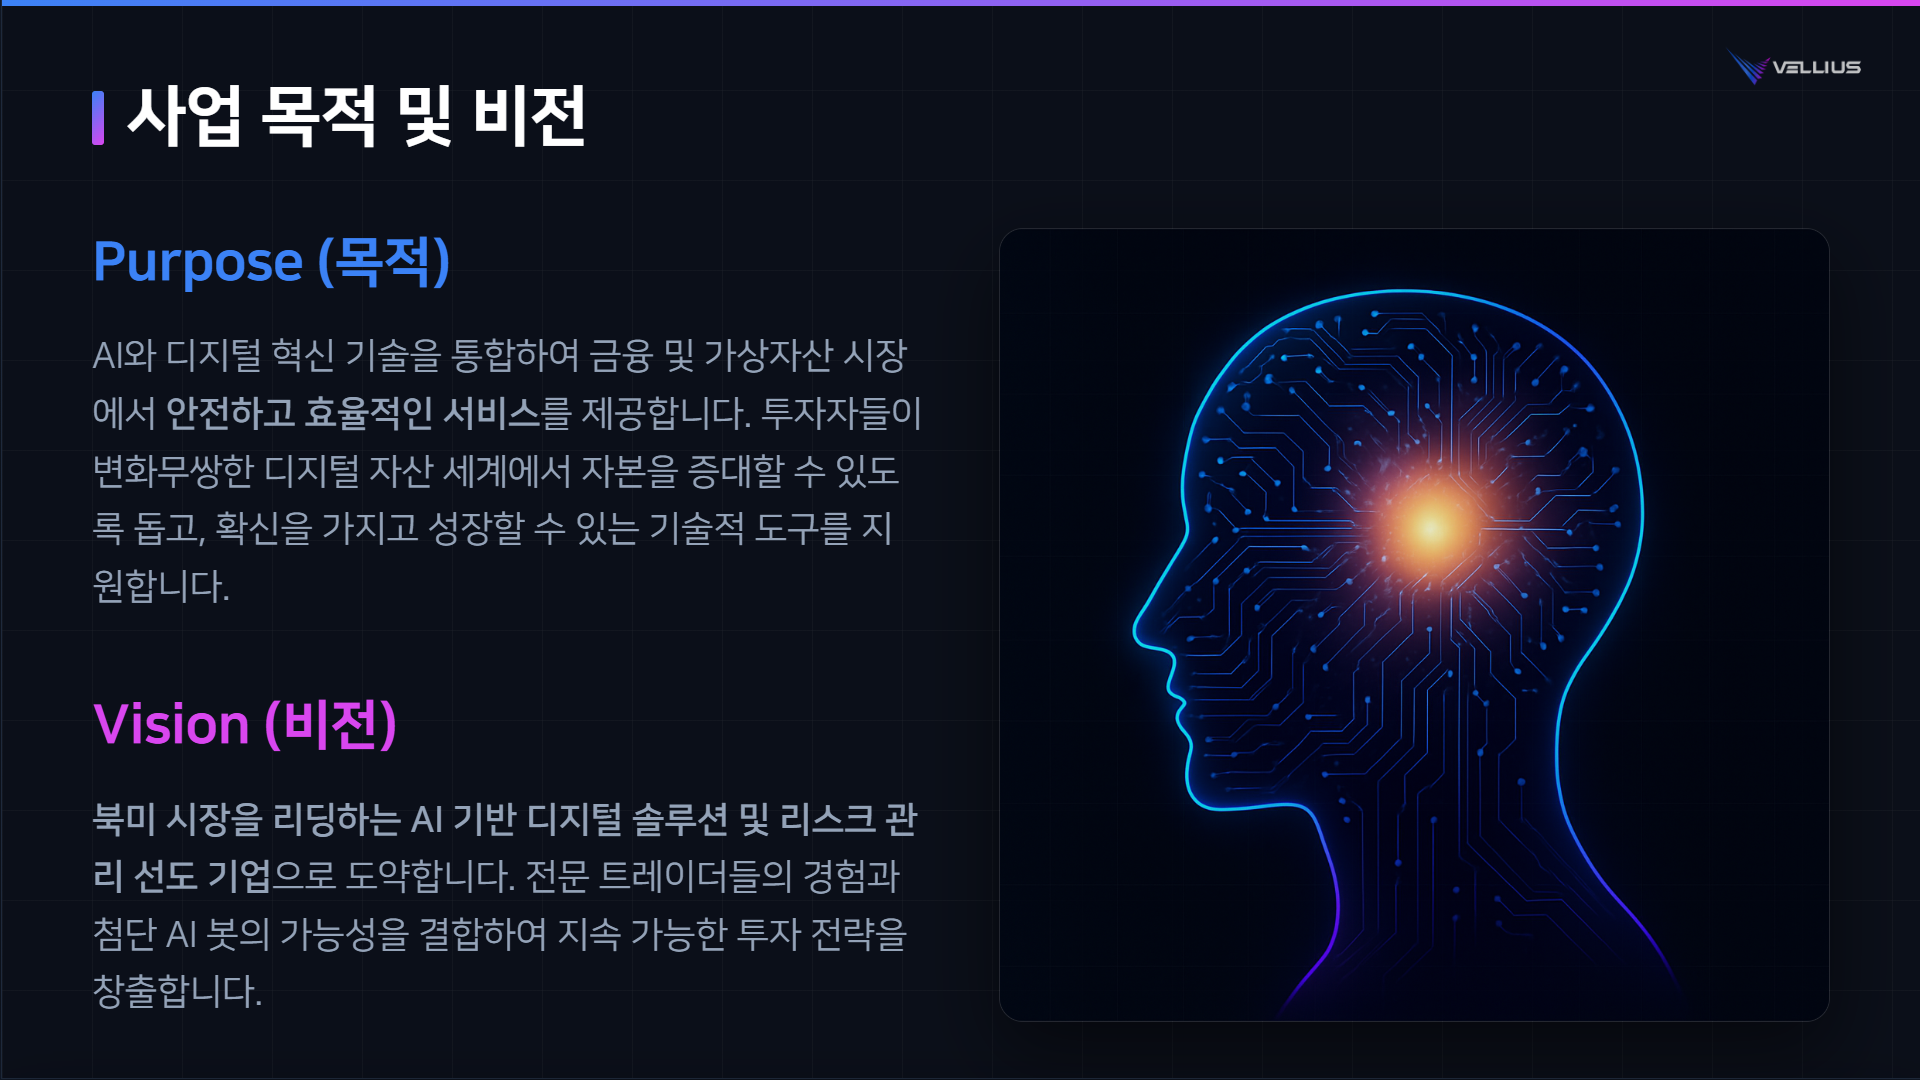 VELLIUS
사업 목적 및 비전
Purpose (목적)
AI와 디지털 혁신 기술을 통합하여 금융 및 가상자산 시장
에서 안전하고 효율적인 서비스를 제공합니다. 투자자들이
변화무쌍한 디지털 자산 세계에서 자본을 증대할 수 있도
록 돕고, 확신을 가지고 성장할 수 있는 기술적 도구를 지
원합니다.
Vision (비전)
북미 시장을 리딩하는 AI 기반 디지털 솔루션 및 리스크 관
리 선도 기업으로 도약합니다. 전문 트레이더들의 경험과
첨단 AI 봇의 가능성을 결합하여 지속 가능한 투자 전략을
창출합니다.